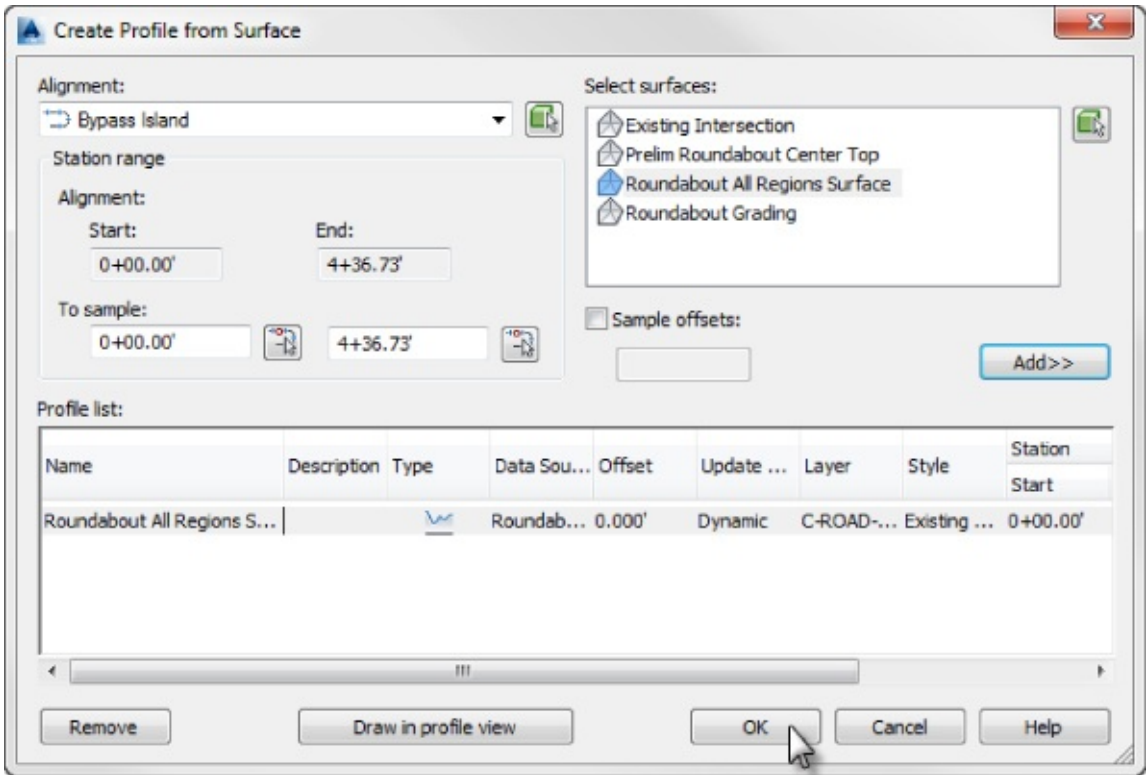 Create Profile from Surface
Alignment:
Bypass Island
Station range
Alignment:
Start: End:
0+00.00' 4+36.73'
To sample:
0+00.00' 4+36.73'
Select surfaces:
Existing Intersection
Prelim Roundabout Center Top
Roundabout All Regions Surface
Roundabout Grading
Sample offsets:
Add>>
Profile list:
Name Description Type Data Sou... Offset Update ... Layer Style Station
Start
Roundabout All Regions S... Roundab... 0.000' Dynamic C-ROAD-... Existing ... 0+00.00'
Remove Draw in profile view OK Cancel Help